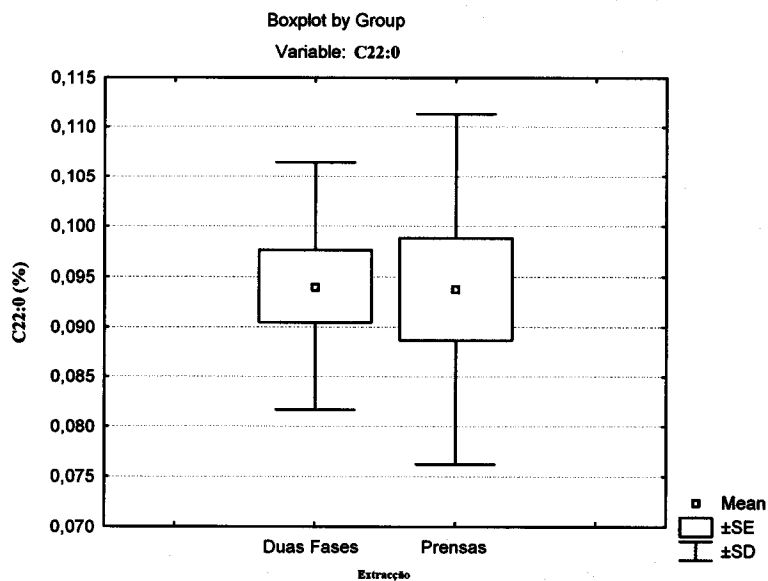 Boxplot by Group
Variable: C22:0
C22:0 (%)
0,115
0,110
0,105
0,100
0,095
0,090
0,085
0,080
0,075
0,070
Duas Fases
Prensas
Extracção
Mean
±SE
±SD